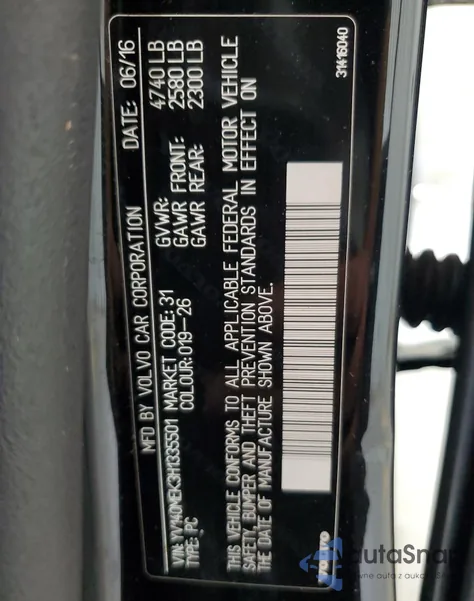 MFD BY VOLVO CAR CORPORATION DATE: 06/16
VIN: YV140MEK3H1335501 MARKET CODE: 31 GVWR: 4740 LB
TYPE: PC COLOUR: 019-26 GAWR FRONT: 2580 LB
GAWR REAR: 2300 LB
THIS VEHICLE CONFORMS TO ALL APPLICABLE FEDERAL MOTOR VEHICLE
SAFETY, BUMPER AND THEFT PREVENTION STANDARDS IN EFFECT ON
THE DATE OF MANUFACTURE SHOWN ABOVE.
VOLVO
31416040
autoSnap